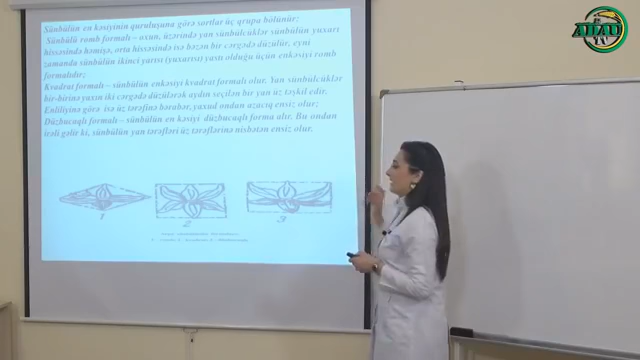 Sünbülün en kəsiyinin quruluşuna görə sortlar üç qrupa bölünür;
Sünbülü romb formalı – oxun, üzərində yan sünbülcüklər sünbülün yuxarı
hissəsində həmişə, orta hissəsində isə bəzən bir cərgədə düzülür, eyni
zamanda sünbülün ikinci yarısı (yuxarısı) yastı olduğu üçün enkəsiyi romb
formalıdır;
Kvadrat formalı – sünbülün enkəsiyi kvadrat formalı olur. Yan sünbülcüklər
bir-birinə yaxın iki cərgədə düzülərək aydın seçilən bir yan üz təşkil edir.
Enliliyinə görə isə üz tərəfinə bərabər, yaxud ondan azacıq ensiz olur;
Düzbucaqlı formalı – sünbülün en kəsiyi düzbucaqlı forma alır. Bu ondan
irəli gəlir ki, sünbülün yan tərəfləri üz tərəflərinə nisbətən ensiz olur.
1 2 3
ADAU